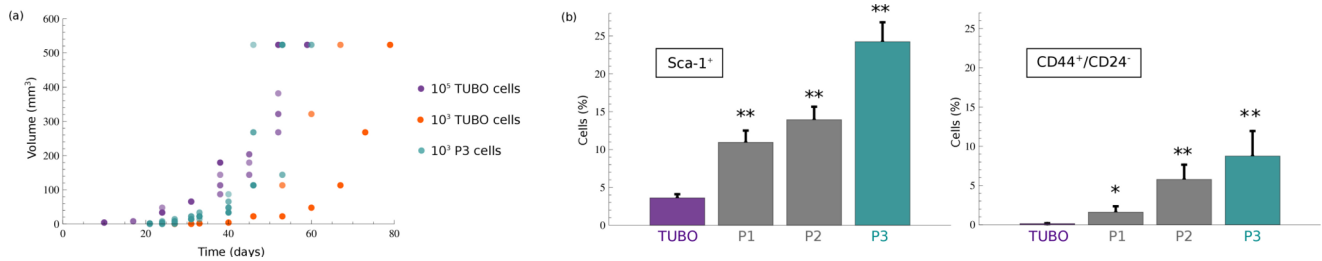 (a)
600
500
400
300
200
100
0
Volume (mm³)
0
20
40
60
80
Time (days)
10⁵ TUBO cells
10³ TUBO cells
10³ P3 cells
(b)
Sca-1⁺
25
20
15
10
5
0
Cells (%)
**
**
**
TUBO
P1
P2
P3
CD44⁺/CD24⁻
25
20
15
10
5
0
Cells (%)
*
**
**
TUBO
P1
P2
P3